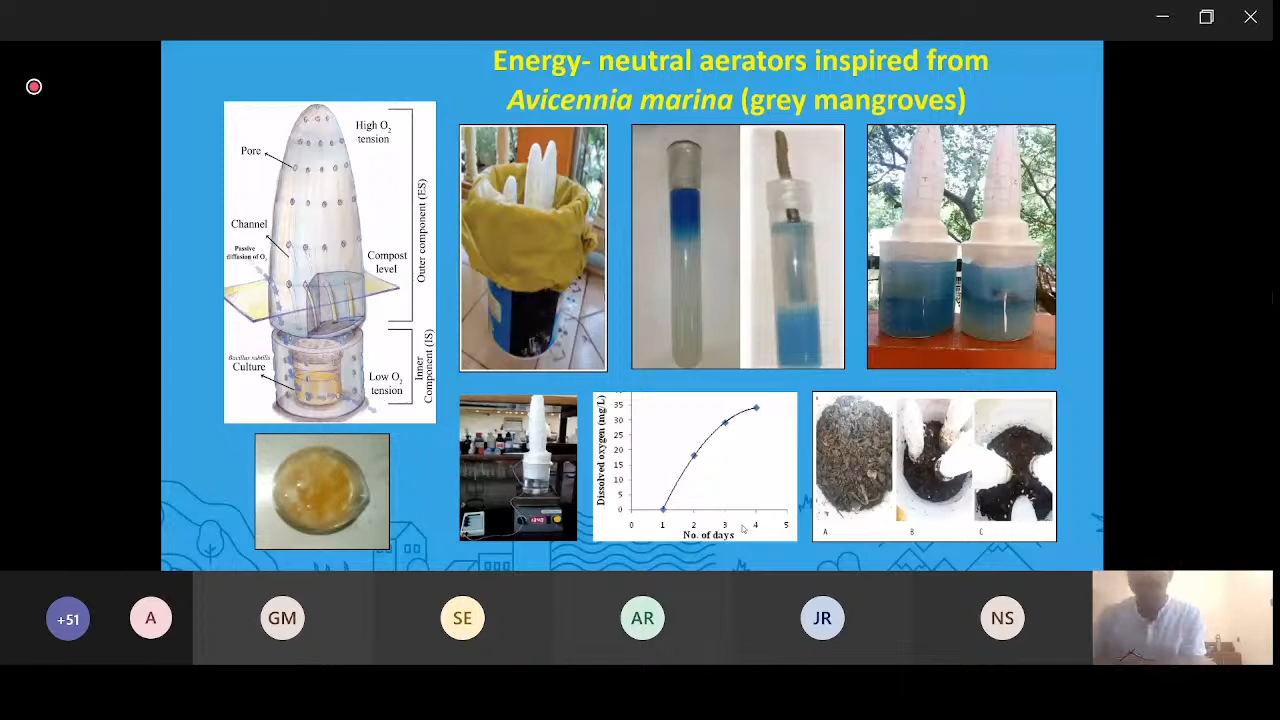 Energy- neutral aerators inspired from
Avicennia marina (grey mangroves)
High O2
tension
Pore
Channel
Passive
diffusion of O2
Compost
level
Outer component (ES)
Bacillus subtilis
Culture
Low O2
tension
Inner
Component (IS)
Dissolved oxygen (mg/L)
35
30
25
20
15
10
5
0
0 1 2 3 4 5
No. of days
A B C
+51 A GM SE AR JR NS